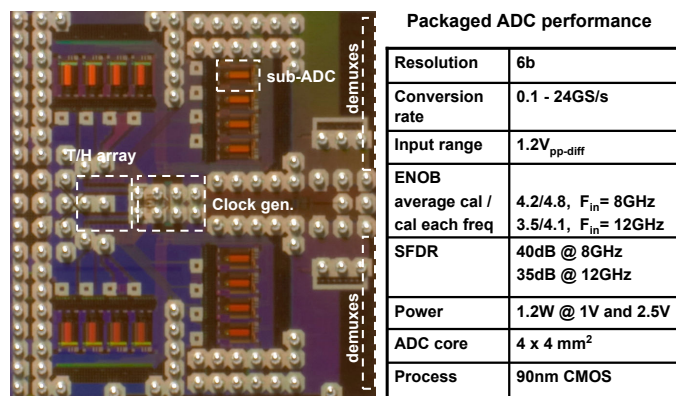 Packaged ADC performance
demuxes
sub-ADC
T/H array
Clock gen.
demuxes
Resolution 6b
Conversion rate 0.1 - 24GS/s
Input range 1.2Vpp-diff
ENOB
average cal / 4.2/4.8, Fin= 8GHz
cal each freq 3.5/4.1, Fin= 12GHz
SFDR 40dB @ 8GHz
35dB @ 12GHz
Power 1.2W @ 1V and 2.5V
ADC core 4 x 4 mm2
Process 90nm CMOS